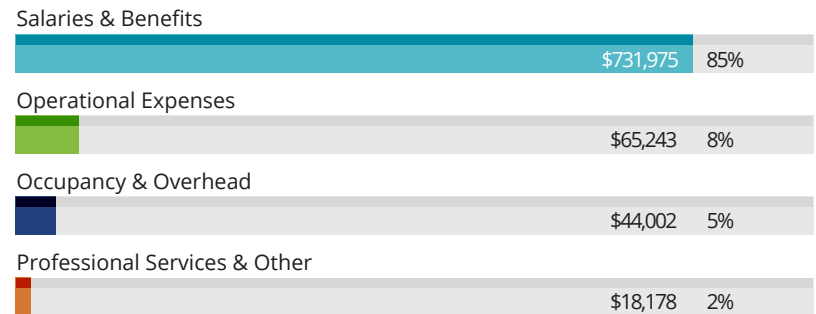 Salaries & Benefits
$731,975 85%
Operational Expenses
$65,243 8%
Occupancy & Overhead
$44,002 5%
Professional Services & Other
$18,178 2%